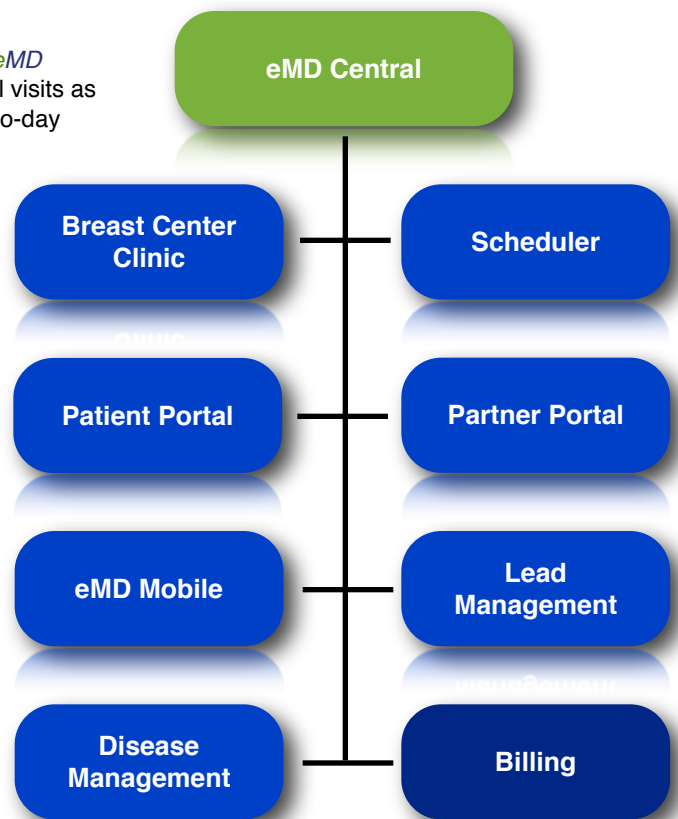 eMD
visits as
o-day
eMD Central
Breast Center
Clinic
Scheduler
Patient Portal
Partner Portal
eMD Mobile
Lead
Management
Disease
Management
Billing